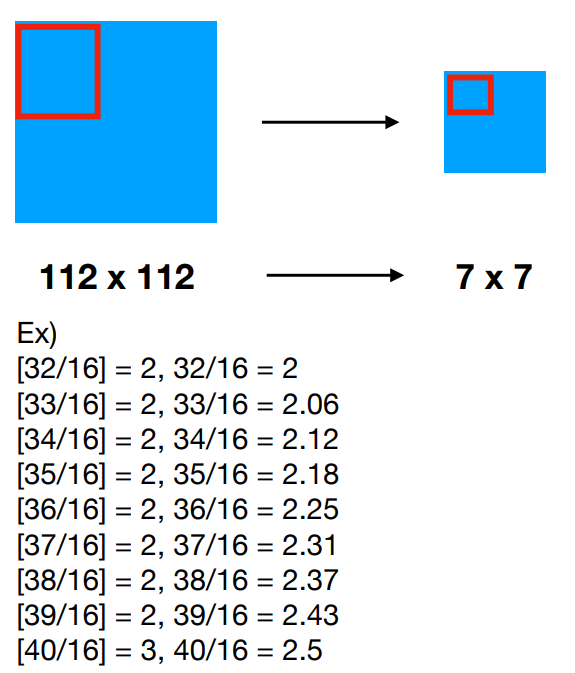 112 x 112
7 x 7
Ex)
[32/16] = 2, 32/16 = 2
[33/16] = 2, 33/16 = 2.06
[34/16] = 2, 34/16 = 2.12
[35/16] = 2, 35/16 = 2.18
[36/16] = 2, 36/16 = 2.25
[37/16] = 2, 37/16 = 2.31
[38/16] = 2, 38/16 = 2.37
[39/16] = 2, 39/16 = 2.43
[40/16] = 3, 40/16 = 2.5